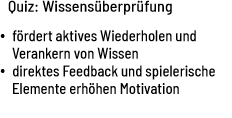 Quiz: Wissensüberprüfung
• fördert aktives Wiederholen und
Verankern von Wissen
• direktes Feedback und spielerische
Elemente erhöhen Motivation